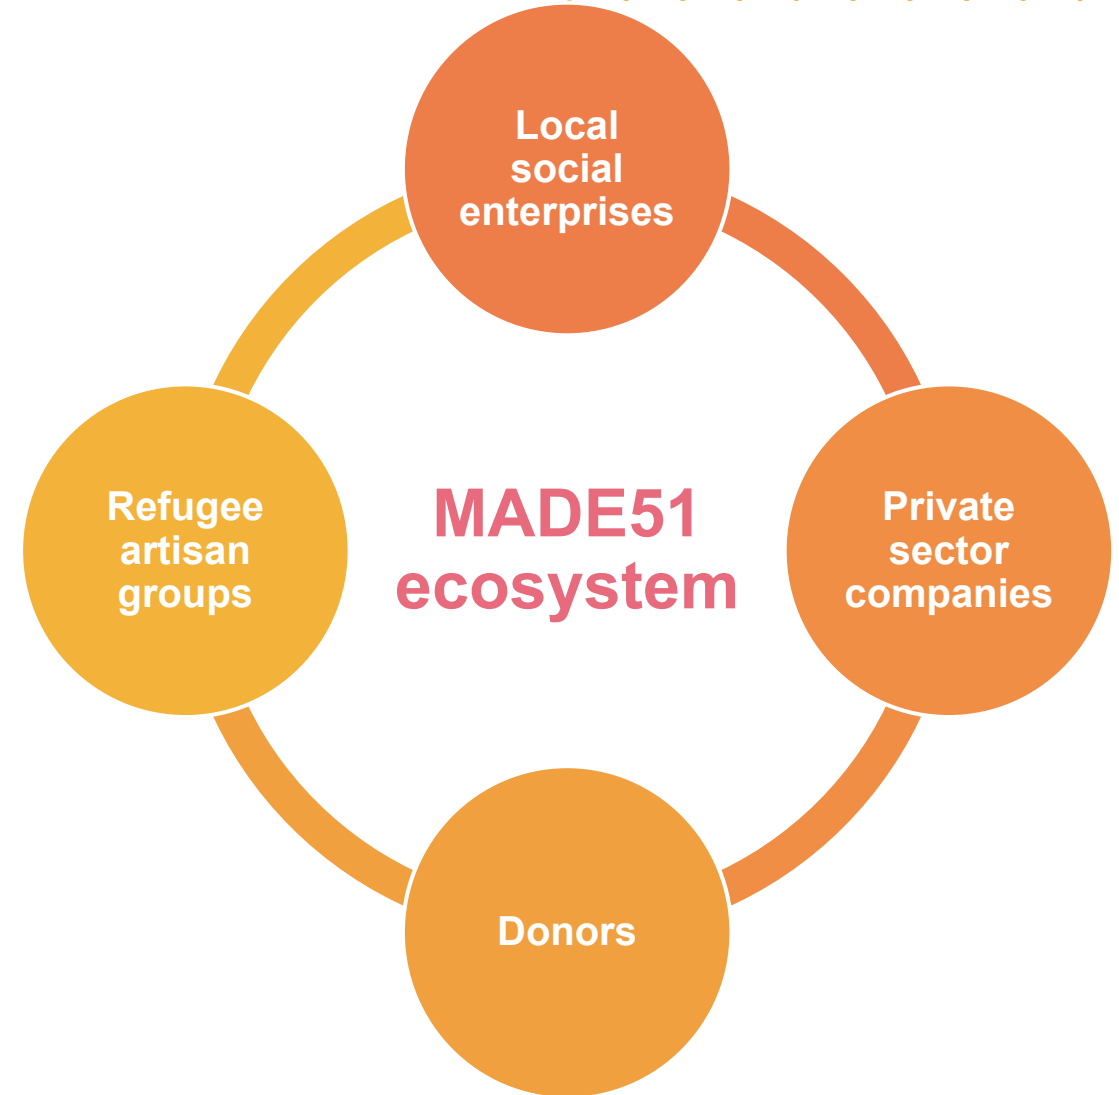 Local
social
enterprises
Refugee
artisan
groups
MADE51
ecosystem
Private
sector
companies
Donors